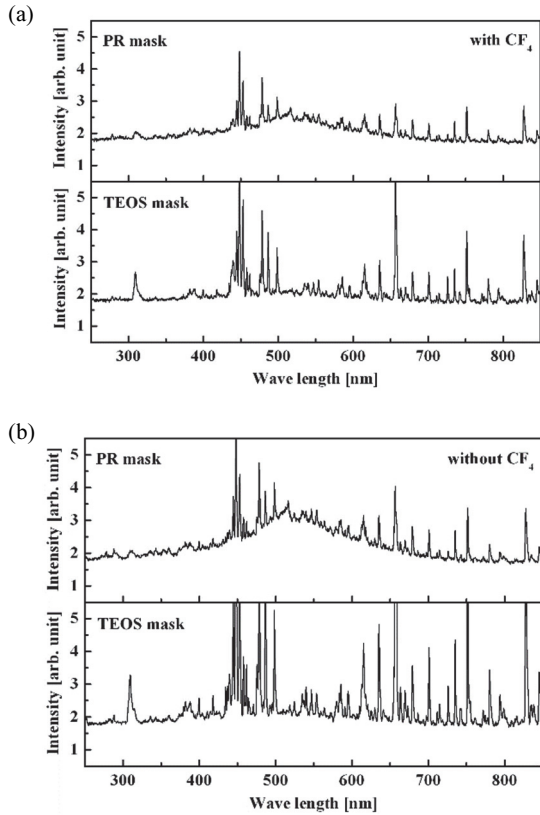 (a)
PR mask
with CF4
Intensity [arb. unit]
5
4
3
2
1
TEOS mask
Intensity [arb. unit]
5
4
3
2
1
300 400 500 600 700 800
Wave length [nm]
(b)
PR mask
without CF4
Intensity [arb. unit]
5
4
3
2
1
TEOS mask
Intensity [arb. unit]
5
4
3
2
1
300 400 500 600 700 800
Wave length [nm]